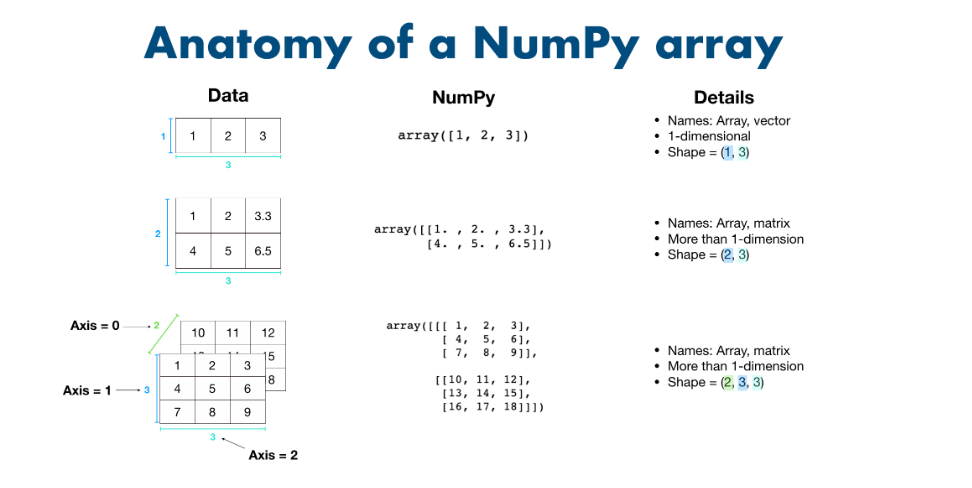 Anatomy of a NumPy array
Data
NumPy
Details
1
1 2 3
3
array([1, 2, 3])
• Names: Array, vector
• 1-dimensional
• Shape = (1, 3)
2
1 2 3.3
4 5 6.5
3
array([[1. , 2. , 3.3],
[4. , 5. , 6.5]])
• Names: Array, matrix
• More than 1-dimension
• Shape = (2, 3)
Axis = 0
2
10 11 12
15
8
Axis = 1
3
1 2 3
4 5 6
7 8 9
3
Axis = 2
array([[[ 1, 2, 3],
[ 4, 5, 6],
[ 7, 8, 9]],
[[10, 11, 12],
[13, 14, 15],
[16, 17, 18]]])
• Names: Array, matrix
• More than 1-dimension
• Shape = (2, 3, 3)